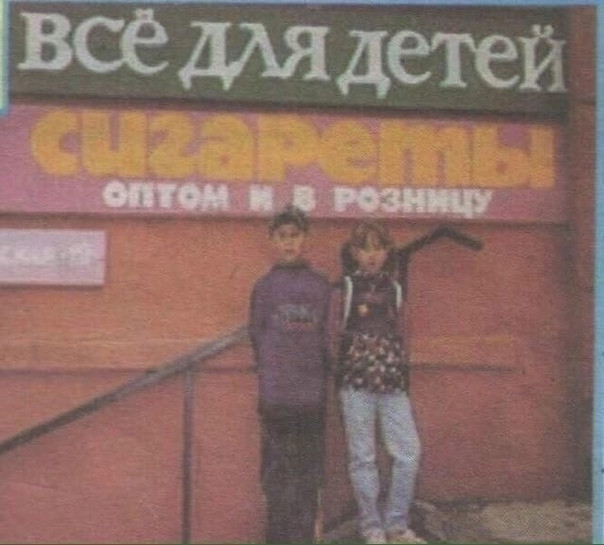 ВСЁ ДЛЯ ДЕТЕЙ
сигареты
ОПТОМ И В РОЗНИЦУ